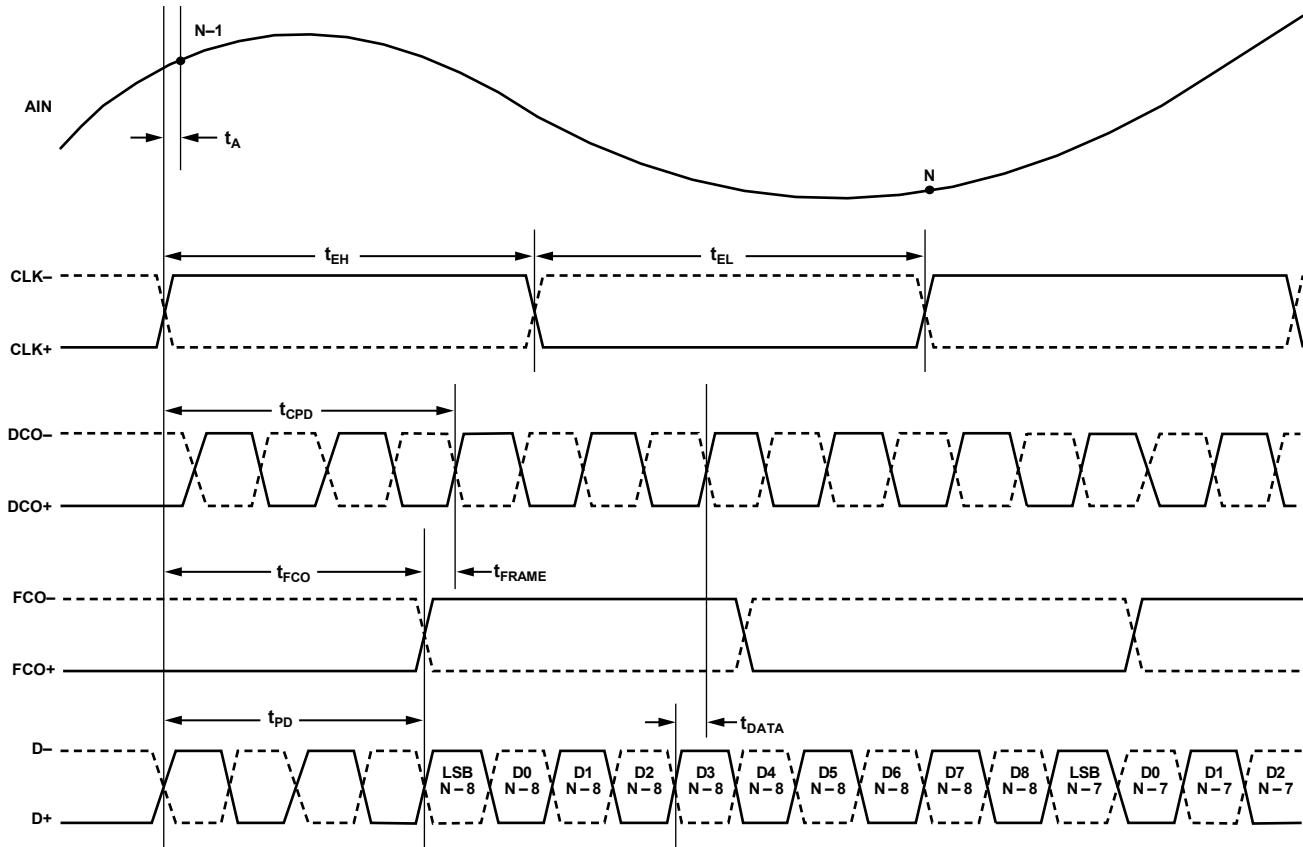 N–1
AIN
tA
N
tEH
tEL
CLK–
CLK+
tCPD
DCO–
DCO+
tFCO
tFRAME
FCO–
FCO+
tPD
tDATA
D–
D+
LSB N – 8
D0 N – 8
D1 N – 8
D2 N – 8
D3 N – 8
D4 N – 8
D5 N – 8
D6 N – 8
D7 N – 8
D8 N – 8
LSB N – 7
D0 N – 7
D1 N – 7
D2 N – 7